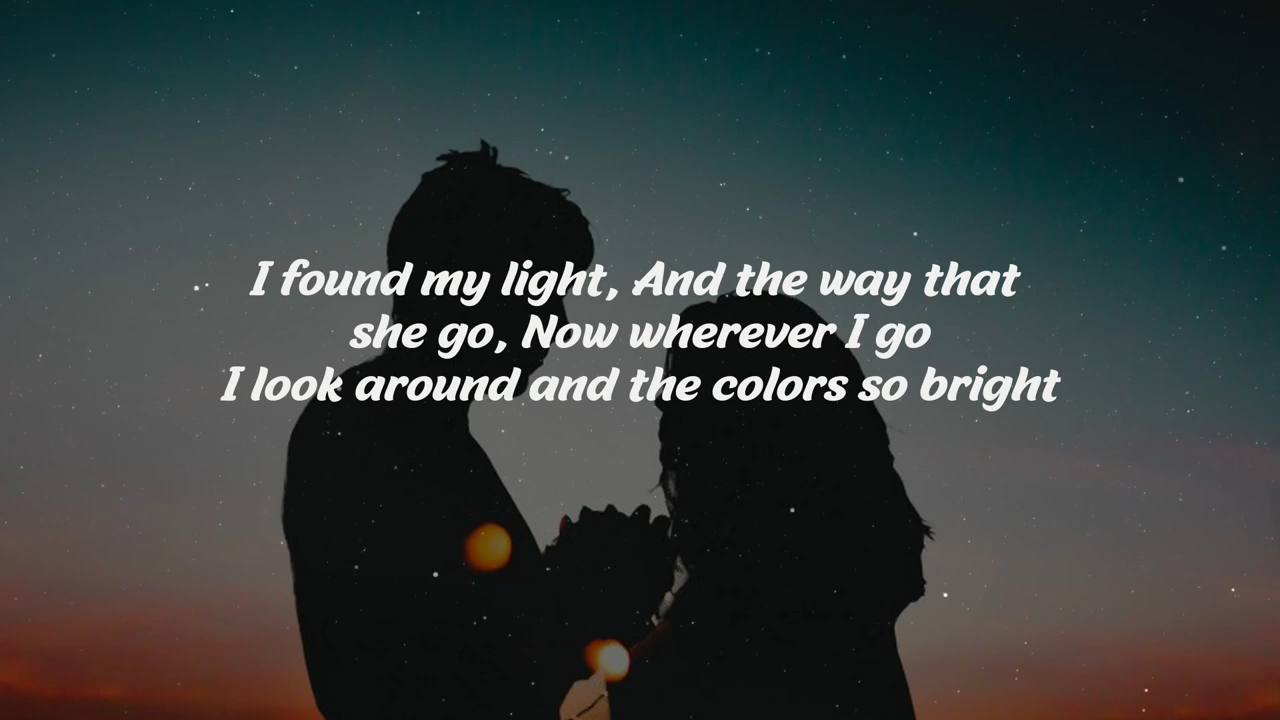 I found my light, And the way that
she go, Now wherever I go
I look around and the colors so bright